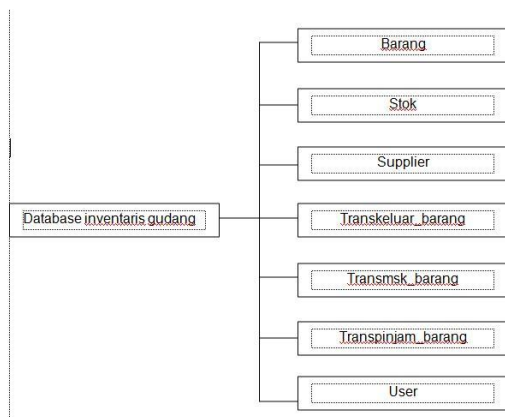 Barang
Stok
Supplier
Database inventaris gudang
Transkeluar_barang
Transmsk_barang
Transpinjam_barang
User